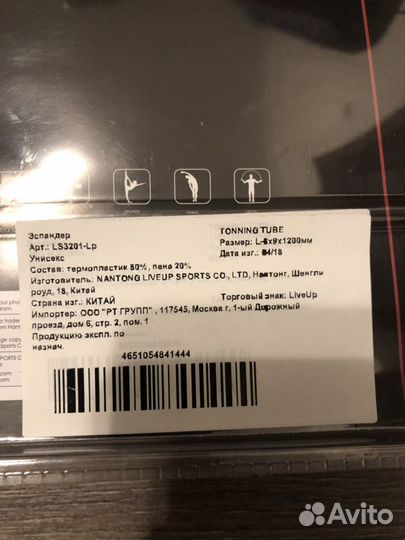 Эспандер
TONNING TUBE
Арт.: LS3201-Lp
Размер: L-6x9x1200мм
Унисекс
Дата изг.: 04/18
Состав: термопластик 80%, пена 20%
Изготовитель: NANTONG LIVEUP SPORTS CO., LTD, Нантонг, Шенгли
роуд, 18, Китай
Страна изг.: КИТАЙ
Торговый знак: LiveUp
Импортер: ООО "РТ ГРУПП" , 117545, Москва г, 1-ый Дорожный
проезд, дом 6, стр. 2, пом. 1
Продукцию экспл. по
назнач.
4651054841444
Avito